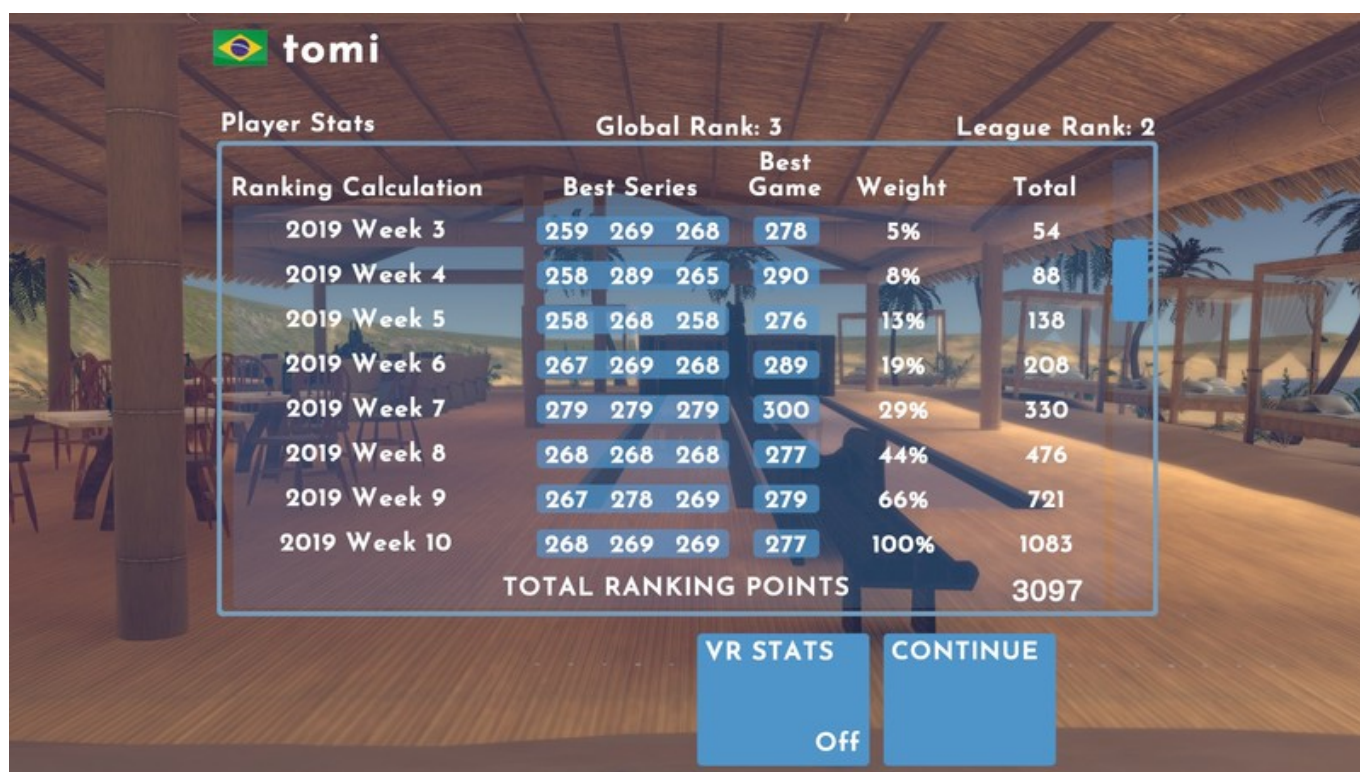 tomi
Player Stats Global Rank: 3 League Rank: 2
Ranking Calculation Best Series Best Game Weight Total
2019 Week 3 259 269 268 278 5% 54
2019 Week 4 258 289 265 290 8% 88
2019 Week 5 258 268 258 276 13% 138
2019 Week 6 267 269 268 289 19% 208
2019 Week 7 279 279 279 300 29% 330
2019 Week 8 268 268 268 277 44% 476
2019 Week 9 267 278 269 279 66% 721
2019 Week 10 268 269 269 277 100% 1083
TOTAL RANKING POINTS 3097
VR STATS CONTINUE
Off